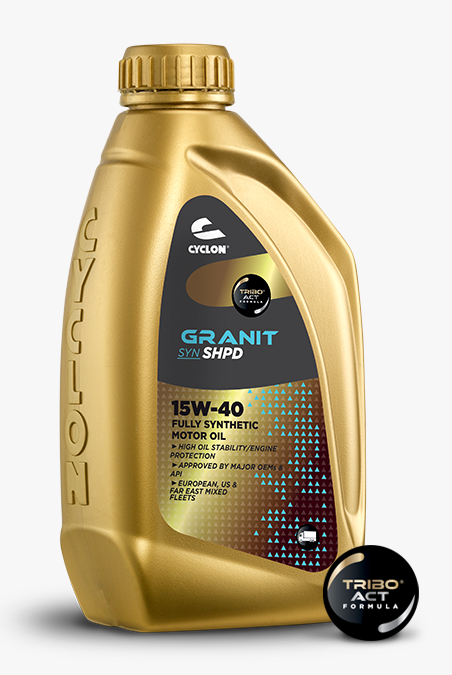 CYCLON
CYCLON®
TRIBO®
ACT
FORMULA
GRANIT
SYN SHPD
15W-40
FULLY SYNTHETIC
MOTOR OIL
► HIGH OIL STABILITY/ENGINE
PROTECTION
► APPROVED BY MAJOR OEMs &
API
► EUROPEAN, US &
FAR EAST MIXED
FLEETS
TRIBO®
ACT
FORMULA